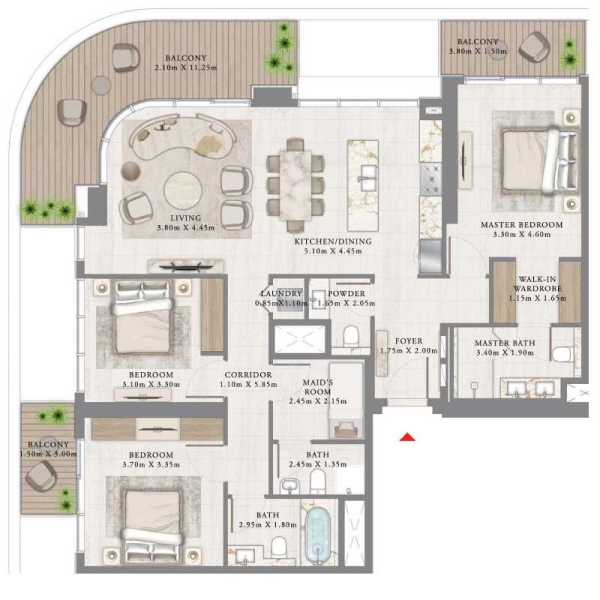 BALCONY
2.10m X 11.25m
BALCONY
3.80m X 1.50m
LIVING
3.80m X 4.45m
KITCHEN/DINING
5.10m X 4.45m
MASTER BEDROOM
3.30m X 4.60m
WALK-IN
WARDROBE
1.15m X 1.65m
LAUNDRY
0.85m X 1.10m
POWDER
1.65m X 2.05m
FOYER
1.75m X 2.00m
MASTER BATH
3.40m X 1.90m
BEDROOM
3.10m X 3.30m
CORRIDOR
1.10m X 5.85m
MAID'S
ROOM
2.45m X 2.15m
BALCONY
1.50m X 3.00m
BEDROOM
3.70m X 3.35m
BATH
2.45m X 1.35m
BATH
2.95m X 1.80m